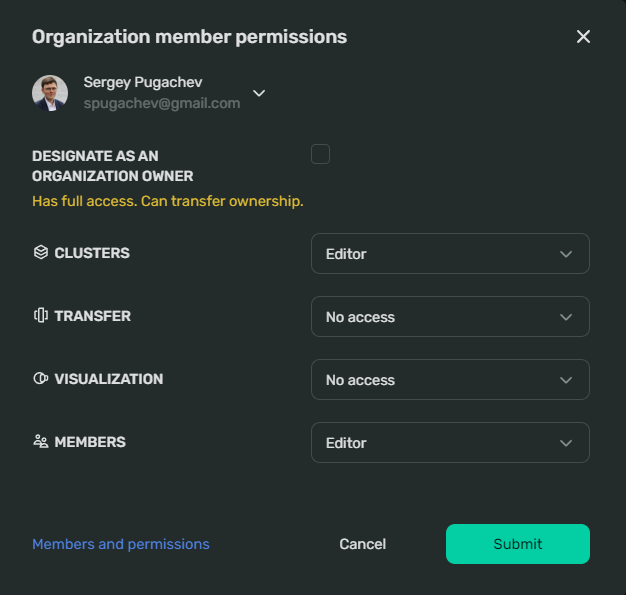 Organization member permissions
Sergey Pugachev
spugachev@gmail.com
DESIGNATE AS AN
ORGANIZATION OWNER
Has full access. Can transfer ownership.
CLUSTERS
Editor
TRANSFER
No access
VISUALIZATION
No access
MEMBERS
Editor
Members and permissions
Cancel
Submit